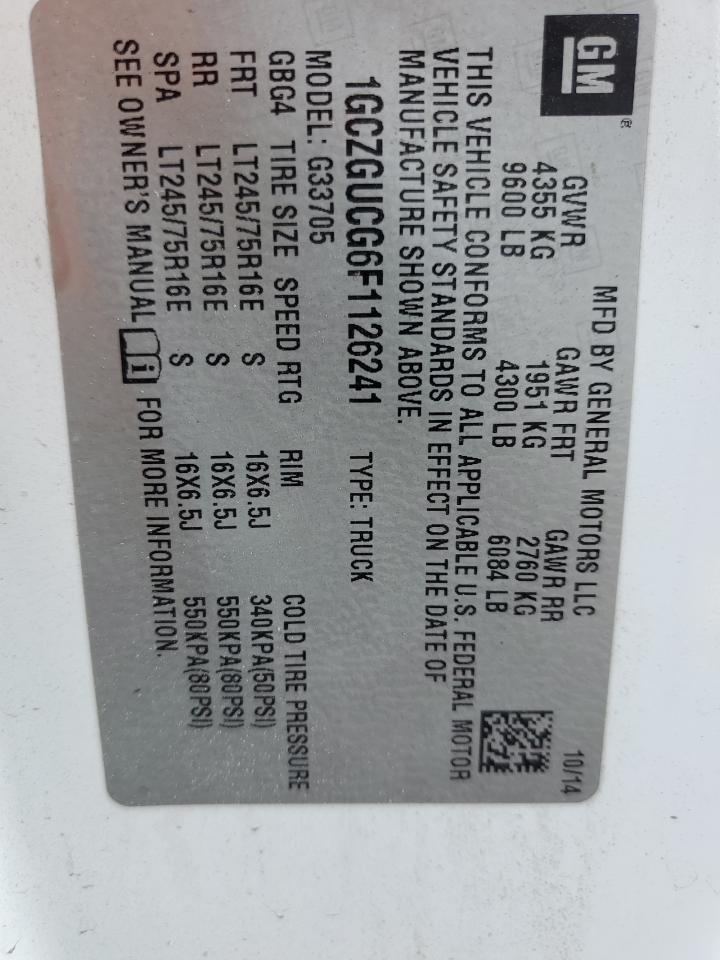 GM®
MFD BY GENERAL MOTORS LLC 10/14
GVWR GAWR FRT GAWR RR
4355 KG 1951 KG 2760 KG
9600 LB 4300 LB 6084 LB
THIS VEHICLE CONFORMS TO ALL APPLICABLE U.S. FEDERAL MOTOR
VEHICLE SAFETY STANDARDS IN EFFECT ON THE DATE OF
MANUFACTURE SHOWN ABOVE.
1GCZGUCG6F1126241 TYPE: TRUCK
MODEL: G33705
GBG4 TIRE SIZE SPEED RTG RIM COLD TIRE PRESSURE
FRT LT245/75R16E S 16X6.5J 340KPA(50PSI)
RR LT245/75R16E S 16X6.5J 550KPA(80PSI)
SPA LT245/75R16E S 16X6.5J 550KPA(80PSI)
SEE OWNER'S MANUAL i FOR MORE INFORMATION.